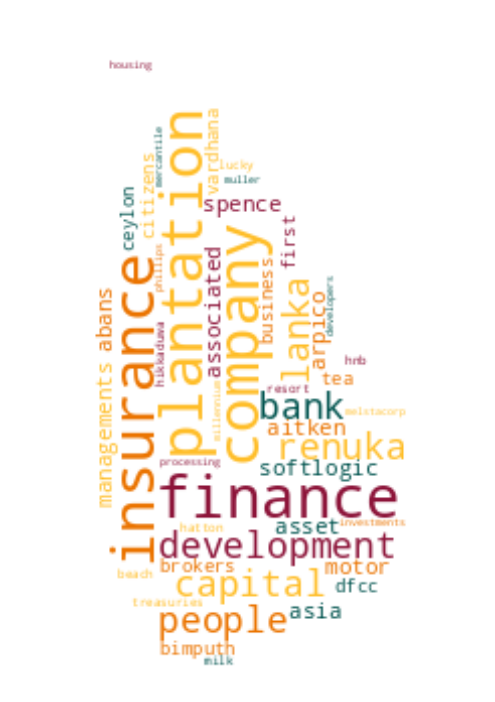 housing
plantation
vardhana
mercantile
citizens
lucky
muller
ceylon
spence
first
company
phillips
associated
insurance
business
lanka
developers
abans
arpico
hikkaduwa
hnb
managements
millennium
tea
resort
bank
melstacorp
aitken
renuka
processing
softlogic
finance
hatton
asset
investments
development
brokers
motor
beach
capital
dfcc
treasuries
asia
people
bimputh
milk